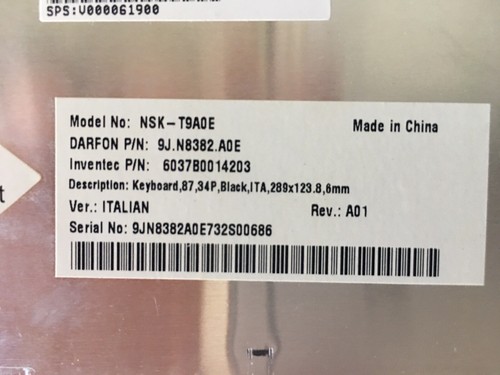 SPS:V000061900
Model No: NSK-T9A0E
Made in China
DARFON P/N: 9J.N8382.A0E
Inventec P/N: 6037B0014203
Description: Keyboard,87,34P,Black,ITA,289x123.8,6mm
Ver.: ITALIAN
Rev.: A01
Serial No: 9JN8382A0E732S00686
t